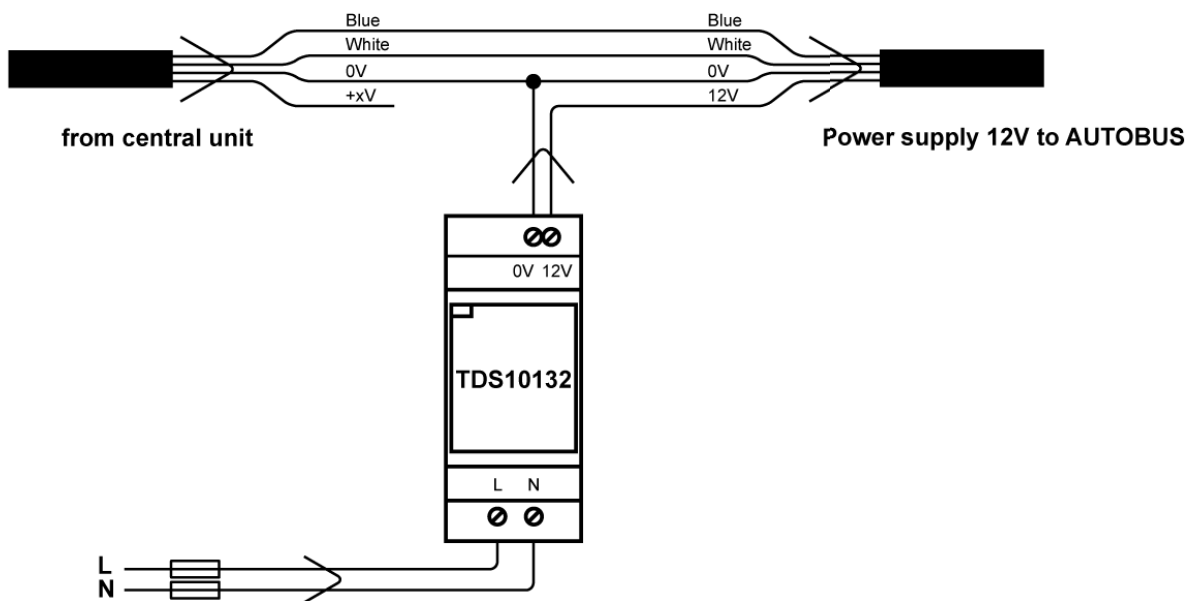 Blue Blue
White White
0V 0V
+xV 12V
from central unit Power supply 12V to AUTOBUS
0V 12V
TDS10132
L N
L
N